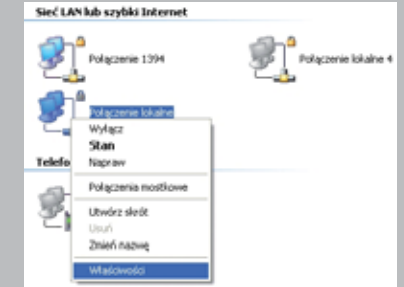 Sieć LAN lub szybki Internet
Połączenie 1394
Połączenie lokalne 4
Połączenie lokalne
Wyłącz
Stan
Napraw
Telefo
Połączenia mostkowe
Utwórz skrót
Usuń
Zmień nazwę
Właściwości